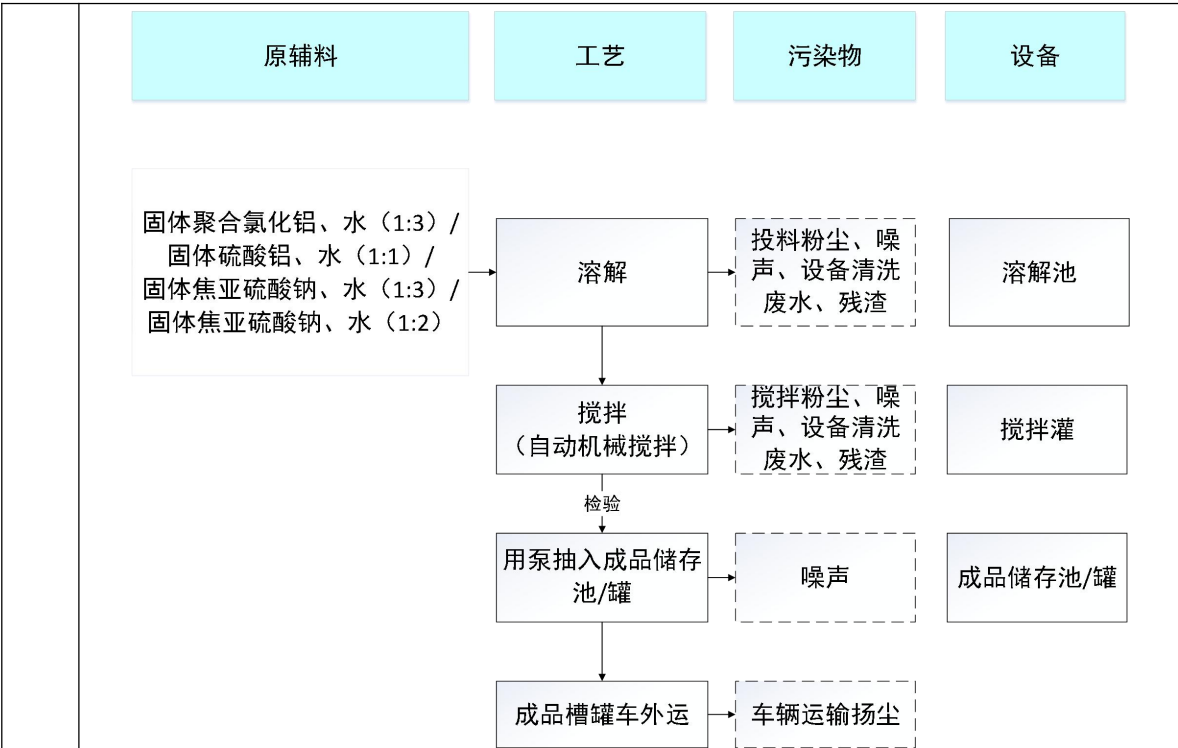 原辅料
工艺
污染物
设备
固体聚合氯化铝、水（1:3）/
固体硫酸铝、水（1:1）/
固体焦亚硫酸钠、水（1:3）/
固体焦亚硫酸钠、水（1:2）
溶解
投料粉尘、噪
声、设备清洗
废水、残渣
溶解池
搅拌
（自动机械搅拌）
搅拌粉尘、噪
声、设备清洗
废水、残渣
搅拌灌
检验
用泵抽入成品储存
池/罐
噪声
成品储存池/罐
成品槽罐车外运
车辆运输扬尘